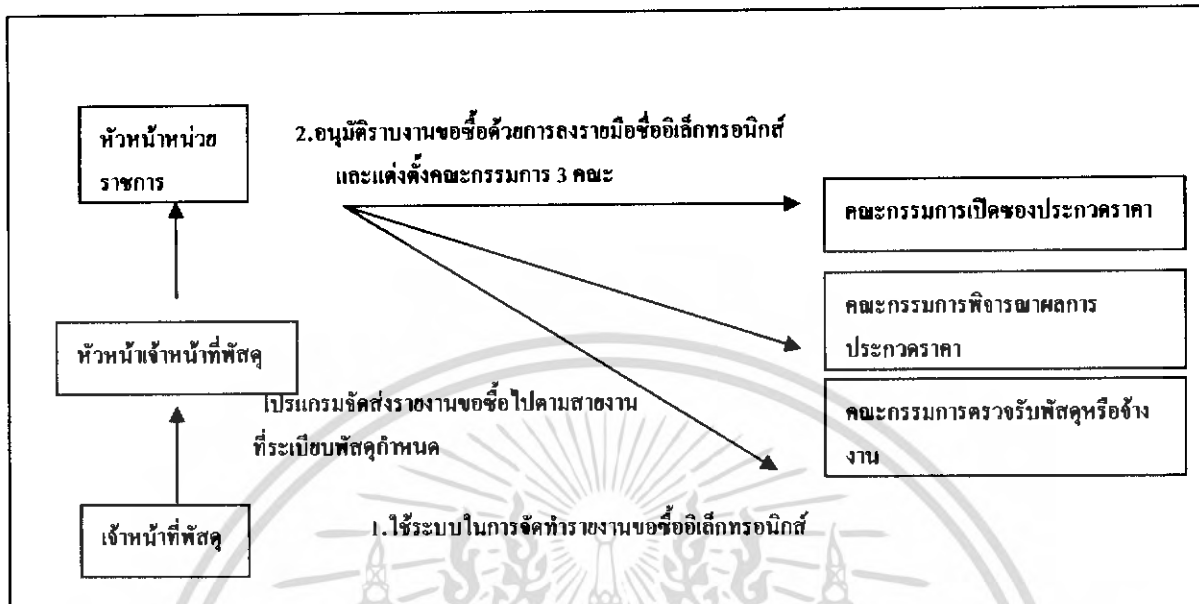 หัวหน้าหน่วย
ราชการ
2.อนุมัติราบงานขอซื้อด้วยการลงรายมือชื่ออิเล็กทรอนิกส์
และแต่งตั้งคณะกรรมการ 3 คณะ
คณะกรรมการเปิดซองประกวดราคา
คณะกรรมการพิจารณาผลการ
ประกวดราคา
หัวหน้าเจ้าหน้าที่พัสดุ
โปรแกรมจัดส่งรายงานขอซื้อไปตามสายงาน
ที่ระเบียบพัสดุกำหนด
คณะกรรมการตรวจรับพัสดุหรือจ้าง
งาน
1.ใช้ระบบในการจัดทำรายงานขอซื้ออิเล็กทรอนิกส์
เจ้าหน้าที่พัสดุ